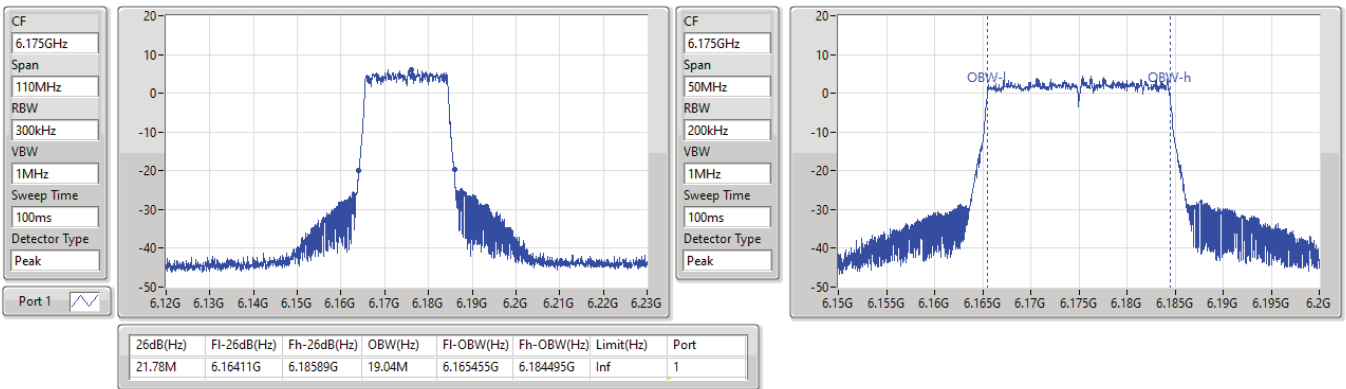 CF
6.175GHz
Span
110MHz
RBW
300kHz
VBW
1MHz
Sweep Time
100ms
Detector Type
Peak
Port 1
20
10
0
-10
-20
-30
-40
-50
6.12G 6.13G 6.14G 6.15G 6.16G 6.17G 6.18G 6.19G 6.2G 6.21G 6.22G 6.23G
CF
6.175GHz
Span
50MHz
RBW
200kHz
VBW
1MHz
Sweep Time
100ms
Detector Type
Peak
20
10
0
-10
-20
-30
-40
-50
OBW-l OBW-h
6.15G 6.155G 6.16G 6.165G 6.17G 6.175G 6.18G 6.185G 6.19G 6.195G 6.2G
26dB(Hz) Fl-26dB(Hz) Fh-26dB(Hz) OBW(Hz) Fl-OBW(Hz) Fh-OBW(Hz) Limit(Hz) Port
21.78M 6.16411G 6.18589G 19.04M 6.165455G 6.184495G Inf 1